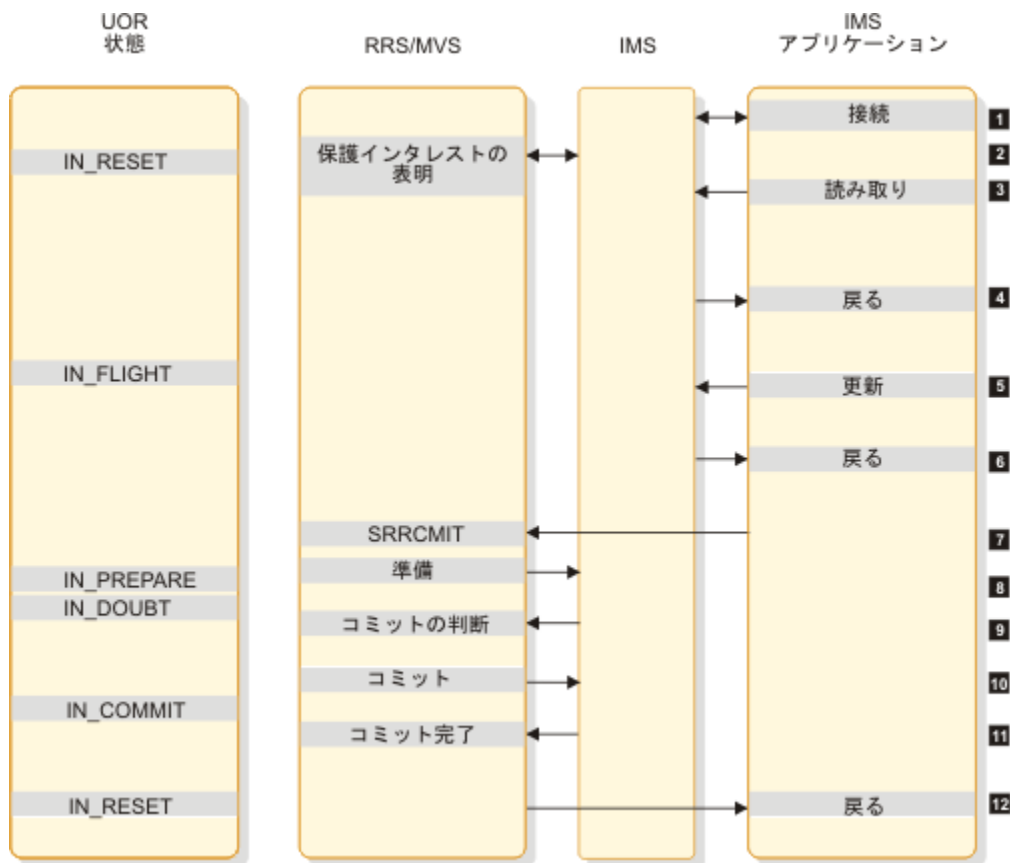 UOR
状態
RRS/MVS
IMS
IMS
アプリケーション
接続
1
保護インタレストの
表明
2
IN_RESET
読み取り
3
戻る
4
IN_FLIGHT
更新
5
戻る
6
SRRCMIT
7
準備
IN_PREPARE
8
IN_DOUBT
コミットの判断
9
コミット
10
IN_COMMIT
コミット完了
11
IN_RESET
戻る
12